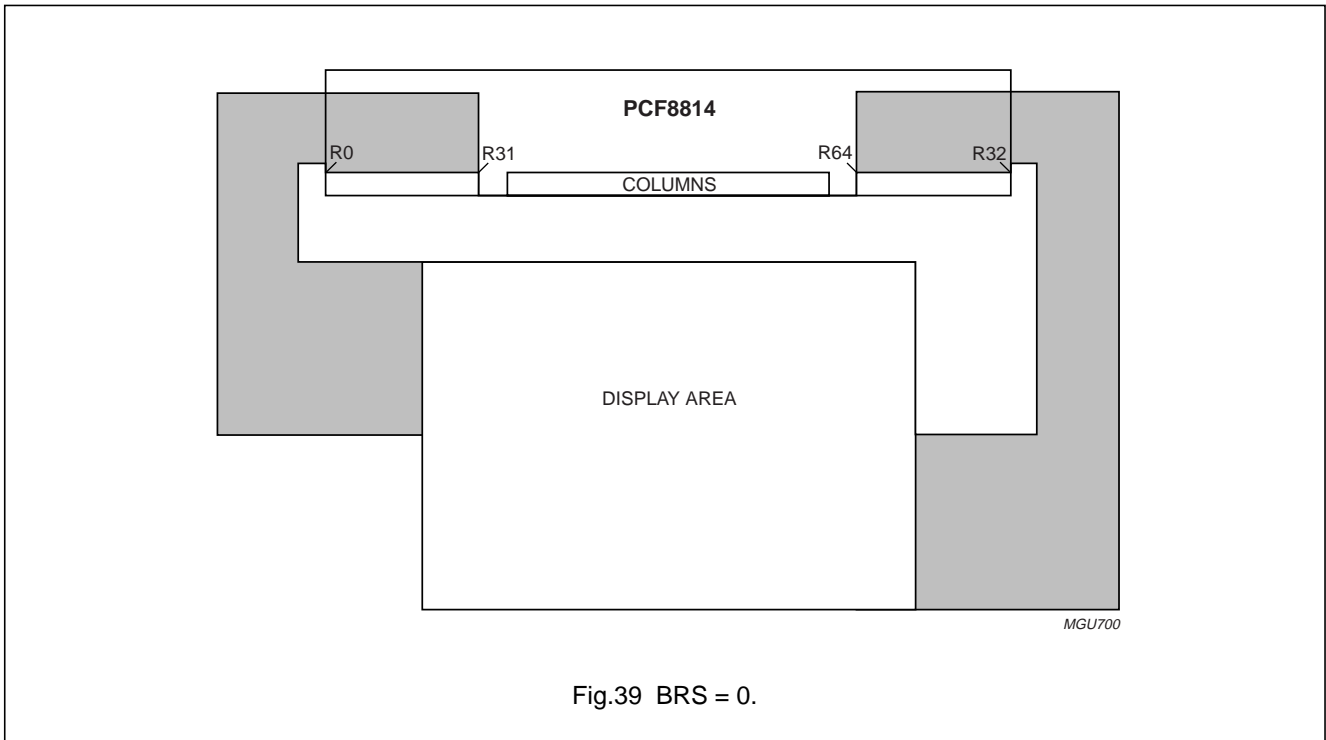 PCF8814
R0
R31
R64
R32
COLUMNS
DISPLAY AREA
MGU700
Fig.39 BRS = 0.